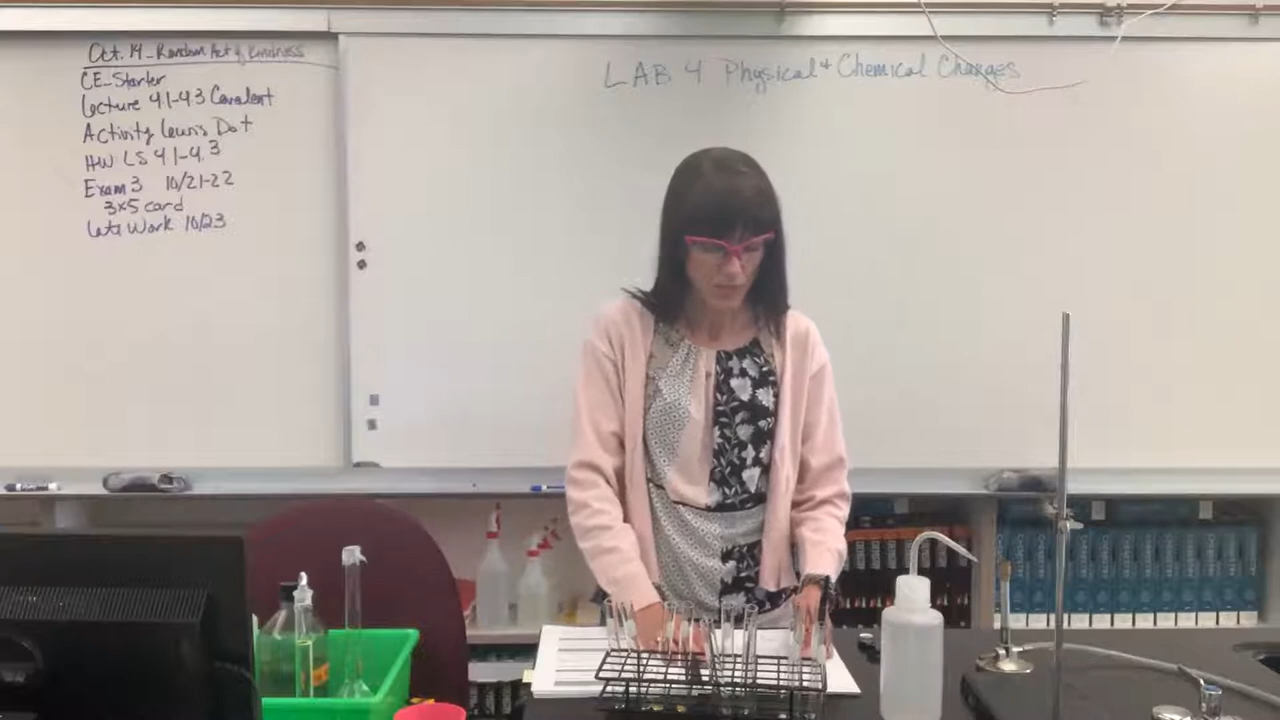 Oct. 14 - Random Act of Kindness
CE-Starter
Lecture 4.1-4.3 Covalent
Activity Lewis Dot
HW LS 4.1-4.3
Exam 3 10/21-22
3x5 card
Late Work 10/23
LAB 4 Physical + Chemical Changes